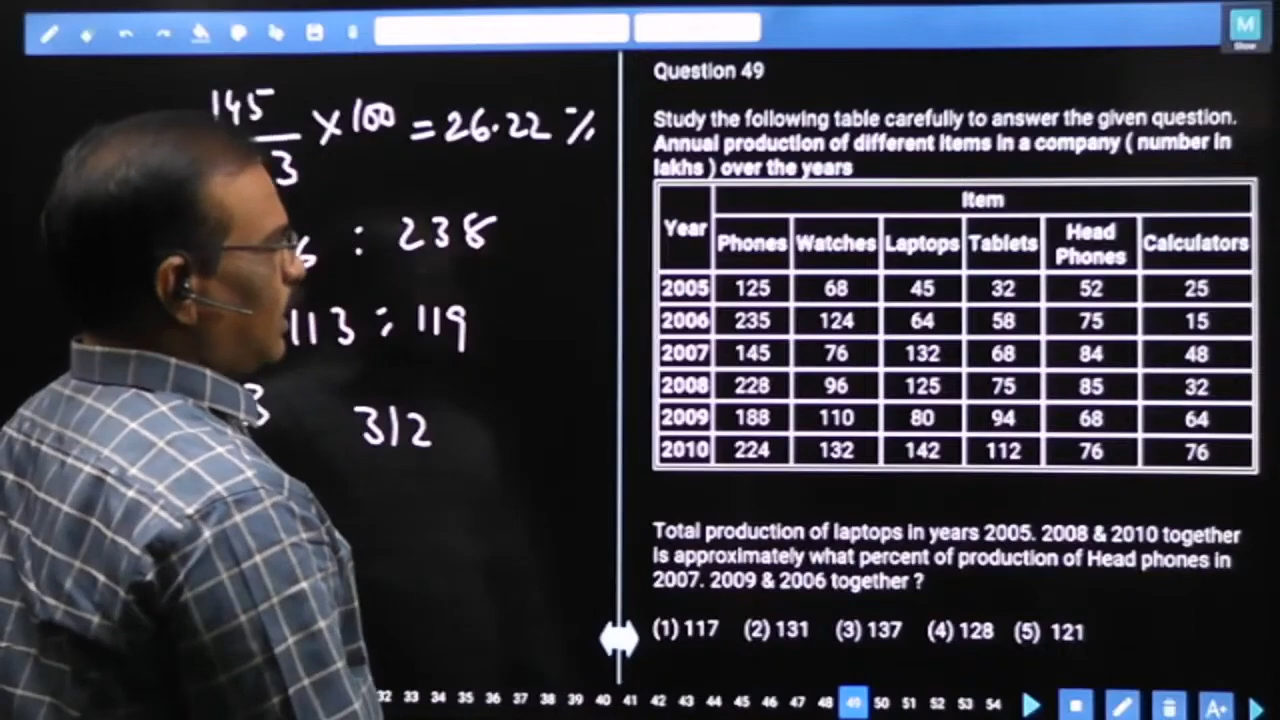 M
Slow
145 × 100 = 26.22 %
3
: 238
113 : 119
3 312
Question 49
Study the following table carefully to answer the given question.
Annual production of different items in a company ( number in
lakhs ) over the years
Item
Year Phones Watches Laptops Tablets Head Phones Calculators
2005 125 68 45 32 52 25
2006 235 124 64 58 75 15
2007 145 76 132 68 84 48
2008 228 96 125 75 85 32
2009 188 110 80 94 68 64
2010 224 132 142 112 76 76
Total production of laptops in years 2005. 2008 & 2010 together
is approximately what percent of production of Head phones in
2007. 2009 & 2006 together ?
(1) 117 (2) 131 (3) 137 (4) 128 (5) 121
32 33 34 35 36 37 38 39 40 41 42 43 44 45 46 47 48 49 50 51 52 53 54 A+